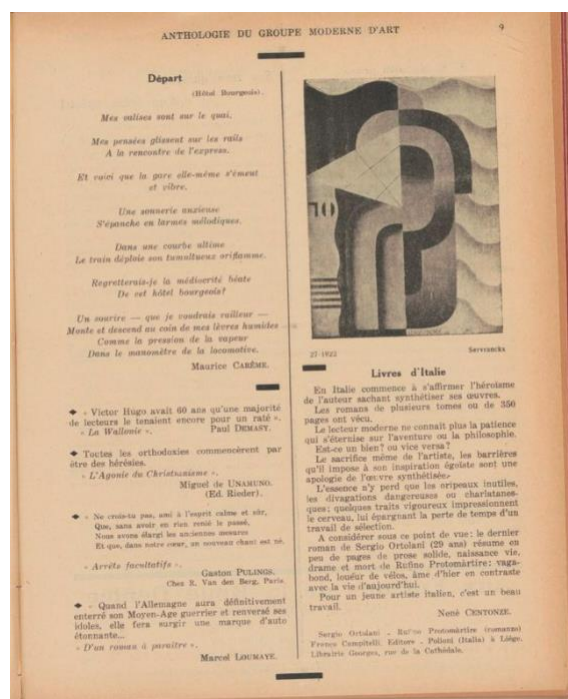 ANTHOLOGIE DU GROUPE MODERNE D'ART
9
Départ
(Hôtel Bourgeois).
Mes valises sont sur le quai.
Mes pensées glissent sur les rails
A la rencontre de l'express.
Et voici que la gare elle-même s'émeut
et vibre.
Une sonnerie anxieuse
S'épanche en larmes mélodiques.
Dans une courbe ultime
Le train déploie son tumultueux oriflamme.
Regretterais-je la médiocrité béate
De cet hôtel bourgeois?
Un sourire — que je voudrais railleur —
Monte et descend au coin de mes lèvres humides
Comme la pression de la vapeur
Dans le manomètre de la locomotive.
Maurice CARÊME.
◆ « Victor Hugo avait 60 ans qu'une majorité
de lecteurs le tenaient encore pour un raté ».
« La Wallonie ». Paul DEMASY.
◆ Toutes les orthodoxies commencèrent par
être des hérésies.
« L'Agonie du Christianisme ».
Miguel de UNAMUNO.
(Ed. Rieder).
◆ « Ne crois-tu pas, ami à l'esprit calme et sûr,
Que, sans avoir en rien renié le passé,
Nous avons élargi les anciennes mesures
Et que, dans notre cœur, un nouveau chant est né.
« Arrêts facultatifs ».
Gaston PULINGS.
Chez R. Van den Berg, Paris
◆ - Quand l'Allemagne aura définitivement
enterré son Moyen-Age guerrier et renversé ses
idoles, elle fera surgir une marque d'auto
étonnante...
« D'un roman à paraître ».
Marcel LOUMAYE.
10
27-1922 Servranckx
Livres d'Italie
En Italie commence à s'affirmer l'héroïsme
de l'auteur sachant synthétiser ses œuvres.
Les romans de plusieurs tomes ou de 350
pages ont vécu.
Le lecteur moderne ne connaît plus la patience
qui s'éternise sur l'aventure ou la philosophie.
Est-ce un bien? ou vice versa?
Le sacrifice même de l'artiste, les barrières
qu'il impose à son inspiration égoïste sont une
apologie de l'œuvre synthétisée.
L'essence n'y perd que les oripeaux inutiles,
les divagations dangereuses ou charlatanes-
ques; quelques traits vigoureux impressionnent
le cerveau, lui épargnant la perte de temps d'un
travail de sélection.
A considérer sous ce point de vue: le dernier
roman de Sergio Ortolani (29 ans) résume en
peu de pages de prose solide, naissance vie,
drame et mort de Rufino Protomàrtire: vaga-
bond, loueur de vélos, âme d'hier en contraste
avec la vie d'aujourd'hui.
Pour un jeune artiste italien, c'est un beau
travail.
Nené CENTONZE.
Sergio Ortolani - Rufino Protomàrtire (romanzo)
Franco Campitelli. Editore - Foligni (Italia) à Liége.
Librairie Georges, rue de la Cathédale.